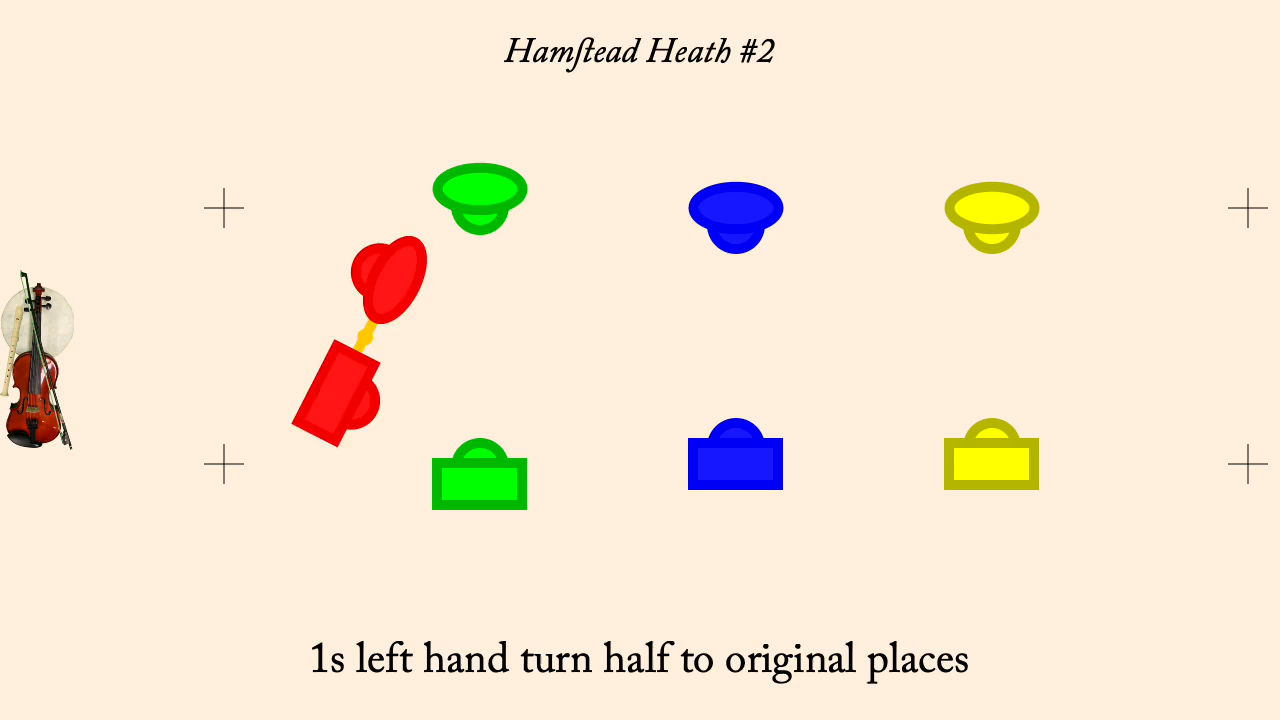 Hamſtead Heath #2
1s left hand turn half to original places